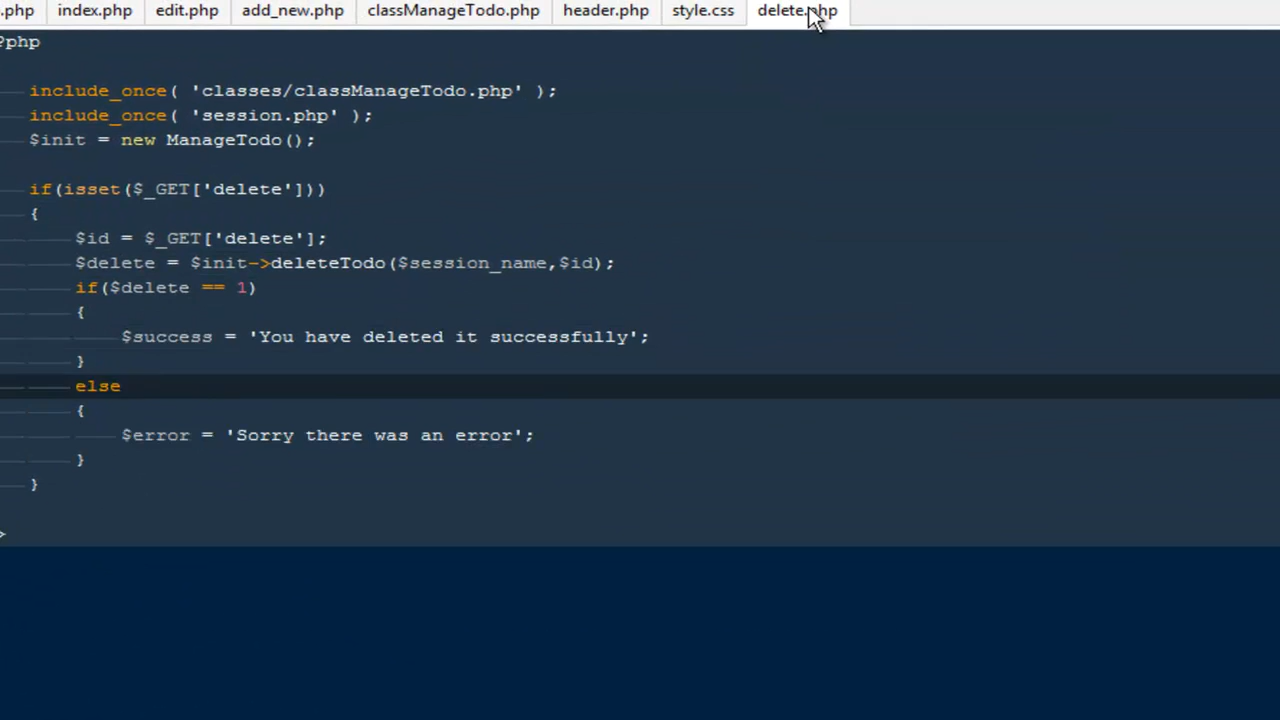 .php index.php edit.php add_new.php classManageTodo.php header.php style.css delete.php
?php
include_once( 'classes/classManageTodo.php' );
include_once( 'session.php' );
$init = new ManageTodo();
if(isset($_GET['delete']))
{
$id = $_GET['delete'];
$delete = $init->deleteTodo($session_name,$id);
if($delete == 1)
{
$success = 'You have deleted it successfully';
}
else
{
$error = 'Sorry there was an error';
}
}
>